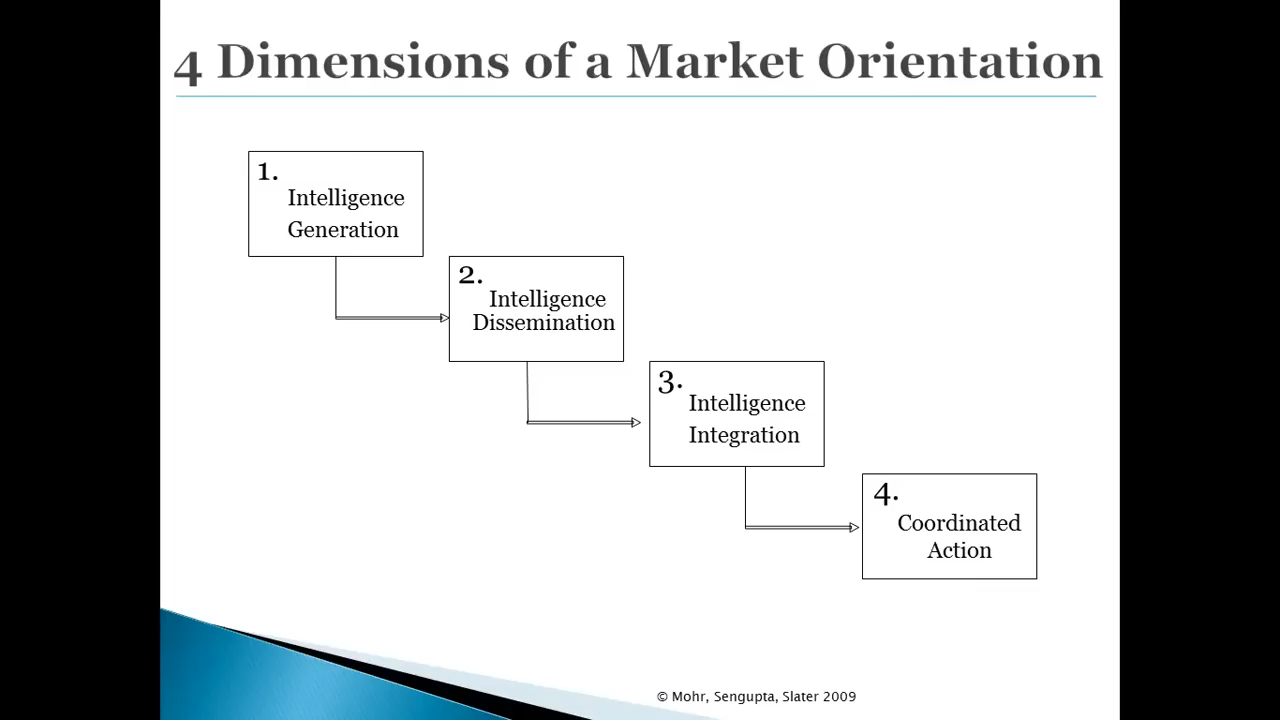 4 Dimensions of a Market Orientation
1.
Intelligence
Generation
2.
Intelligence
Dissemination
3.
Intelligence
Integration
4.
Coordinated
Action
© Mohr, Sengupta, Slater 2009